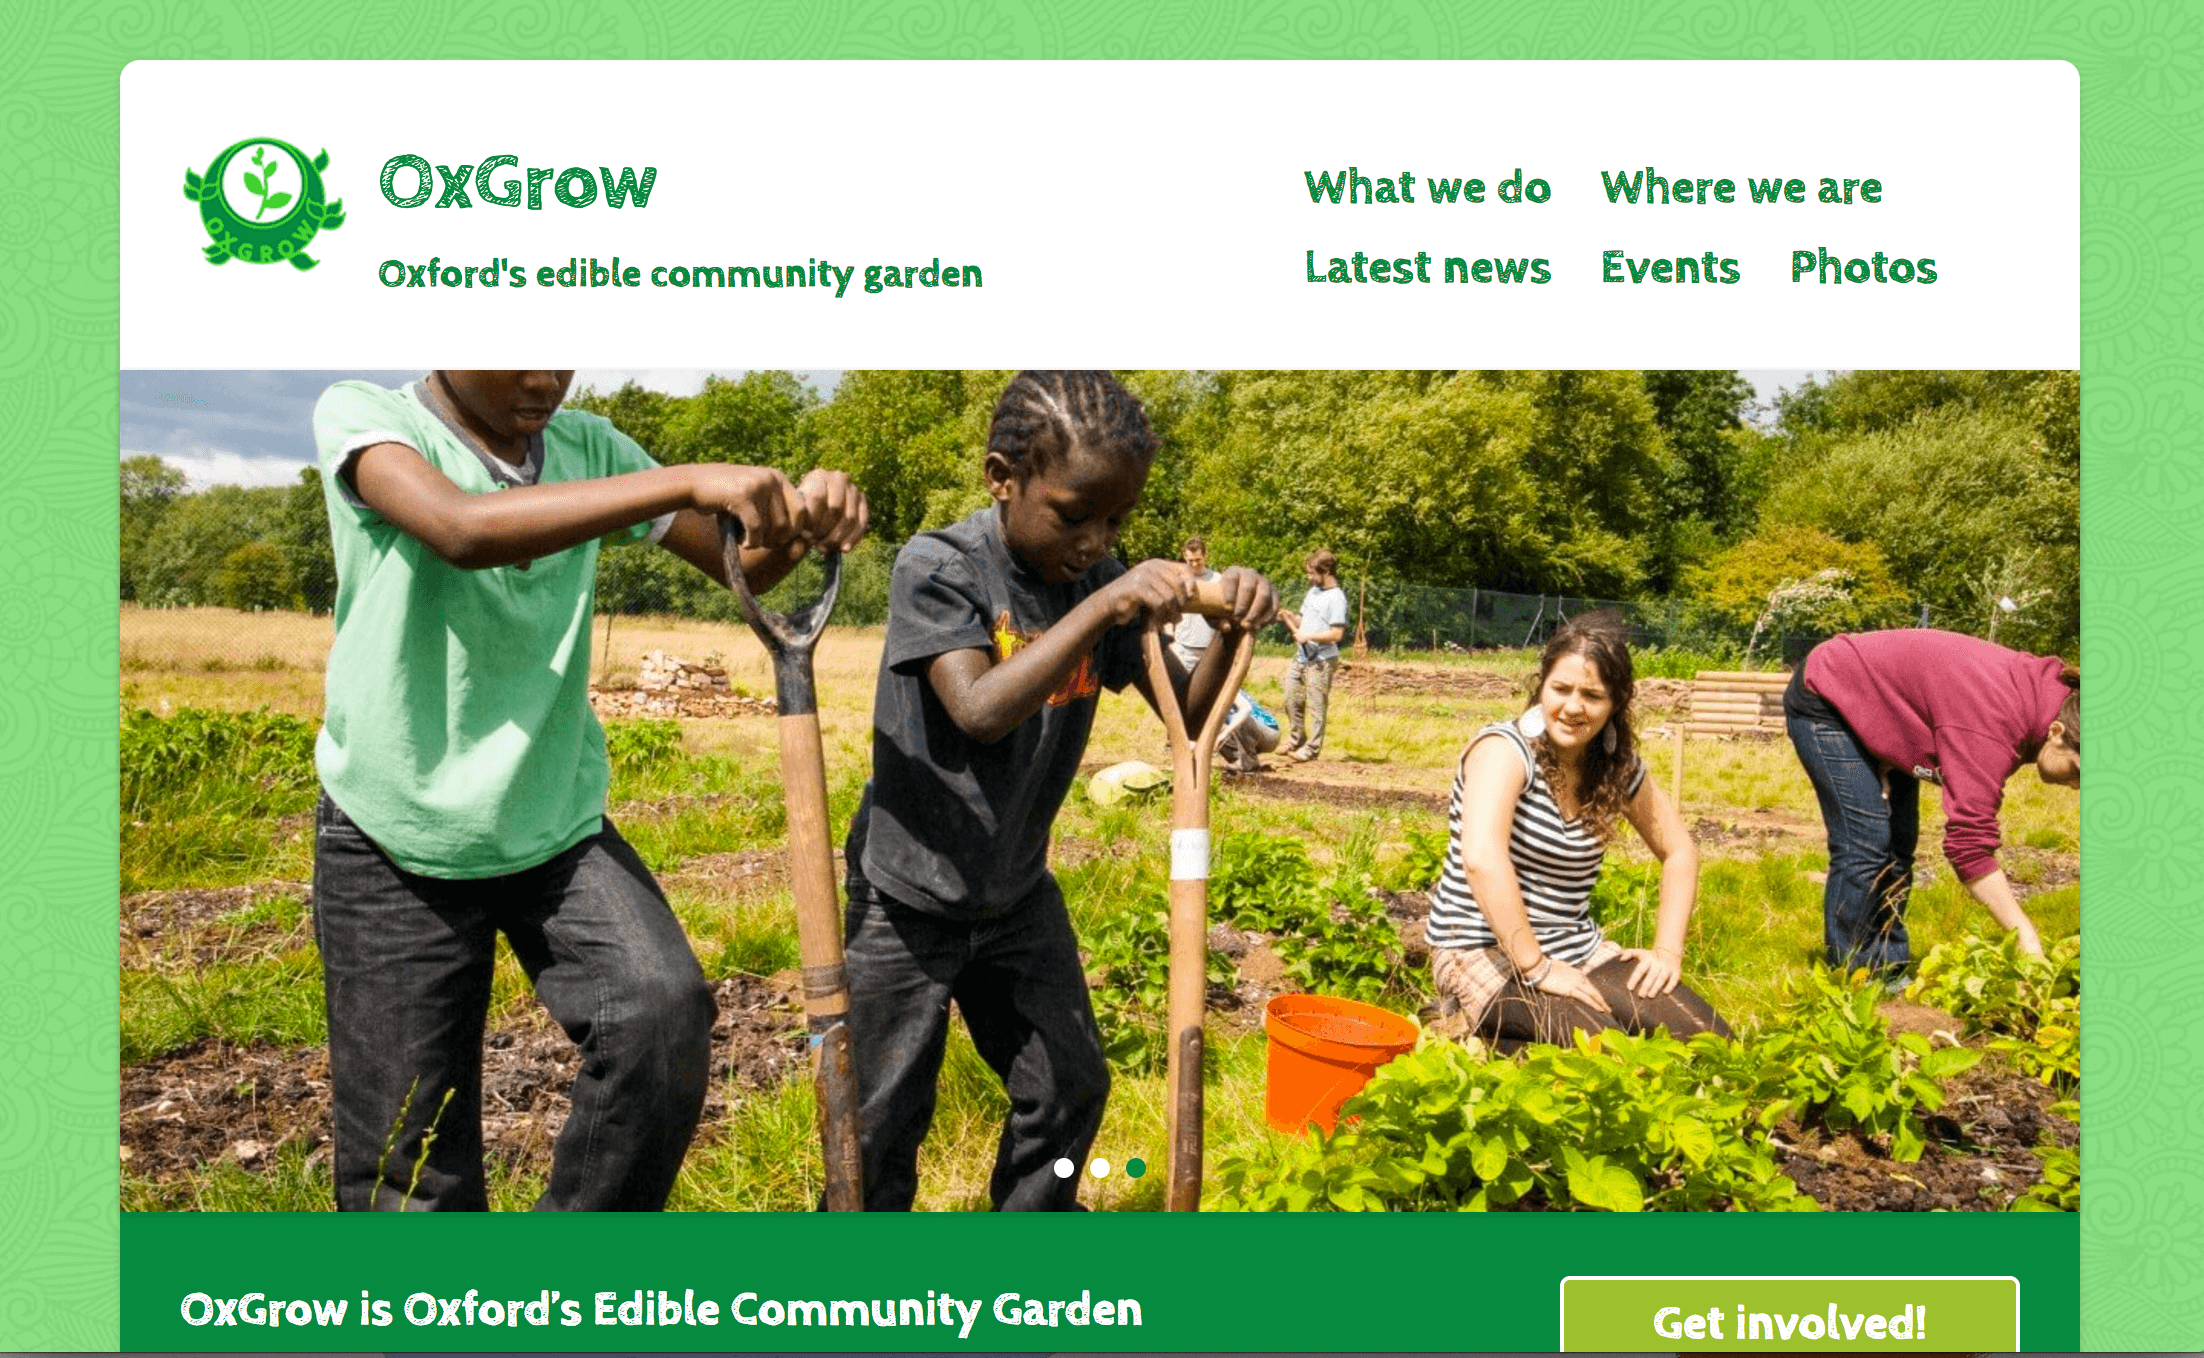 OXGROW
OxGrow
Oxford's edible community garden
What we do Where we are
Latest news Events Photos
OxGrow is Oxford’s Edible Community Garden
Get involved!